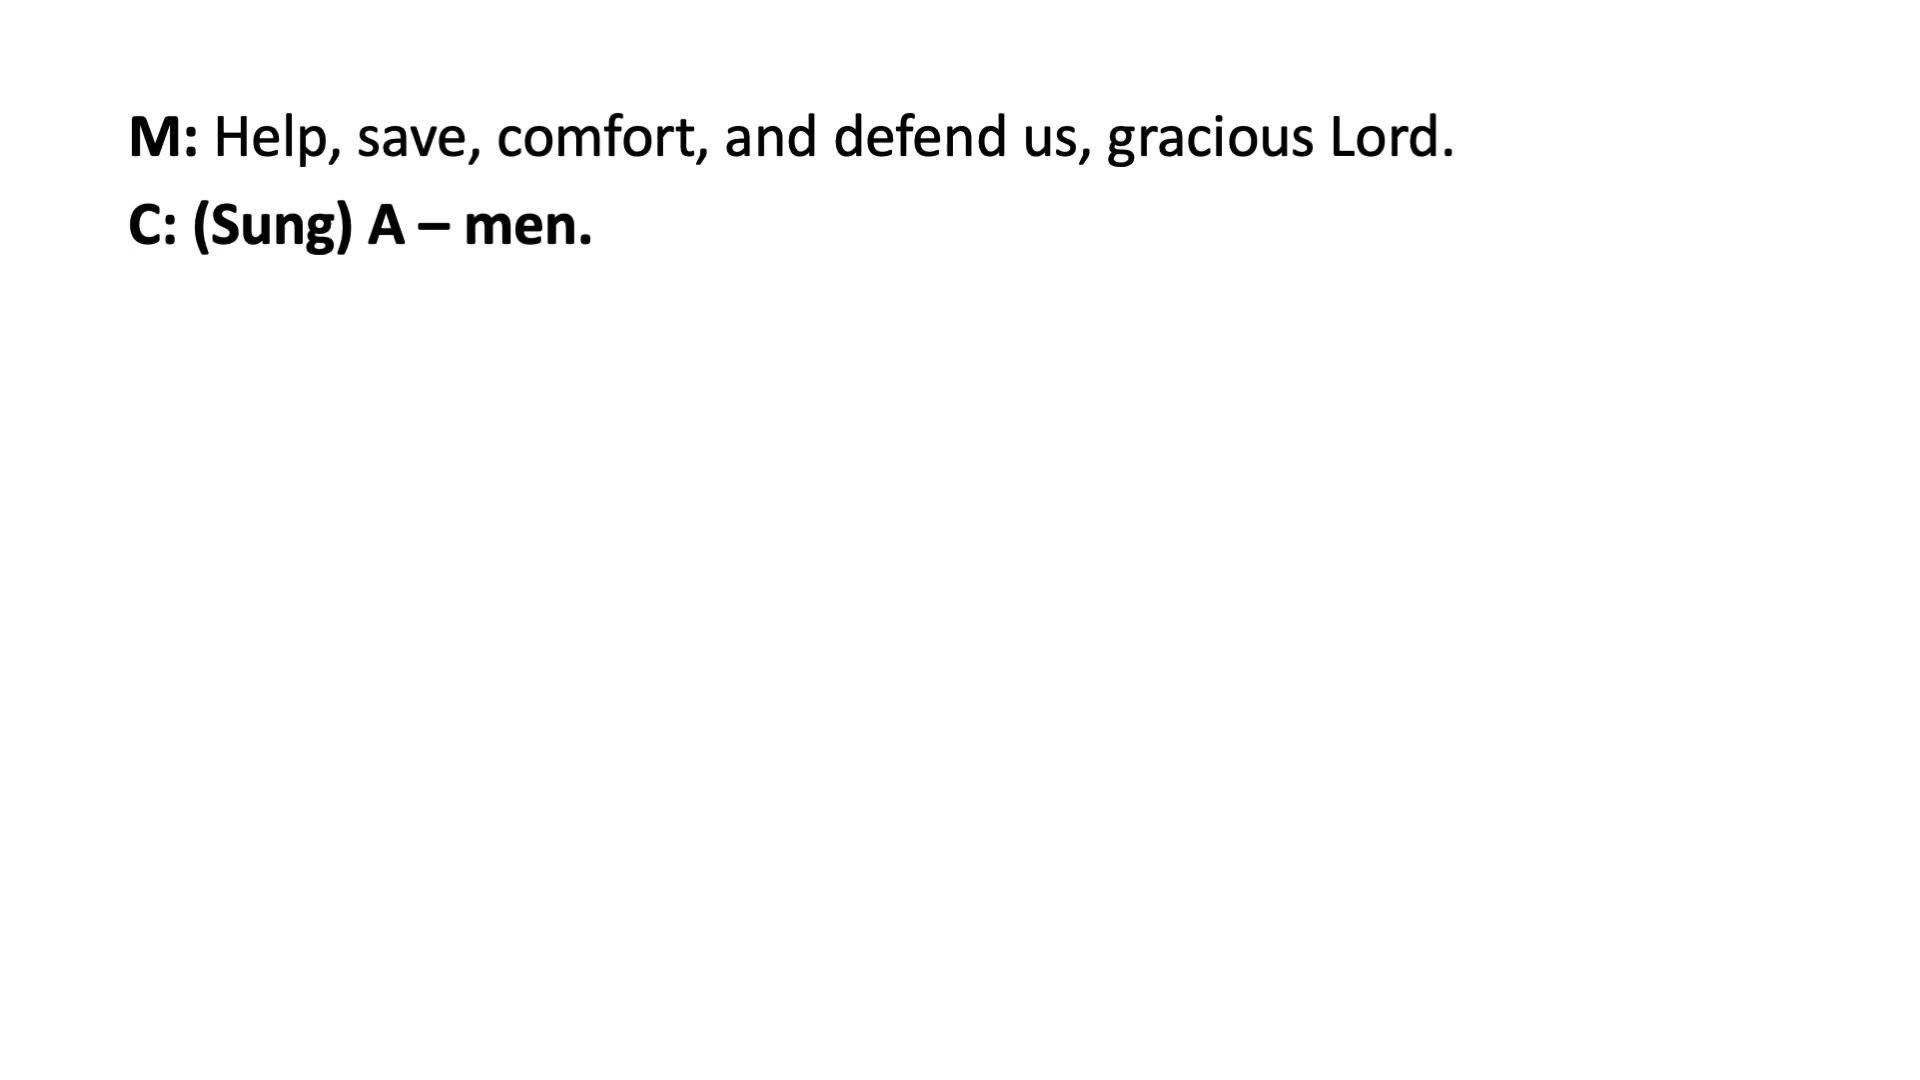 M: Help, save, comfort, and defend us, gracious Lord.
C: (Sung) A – men.